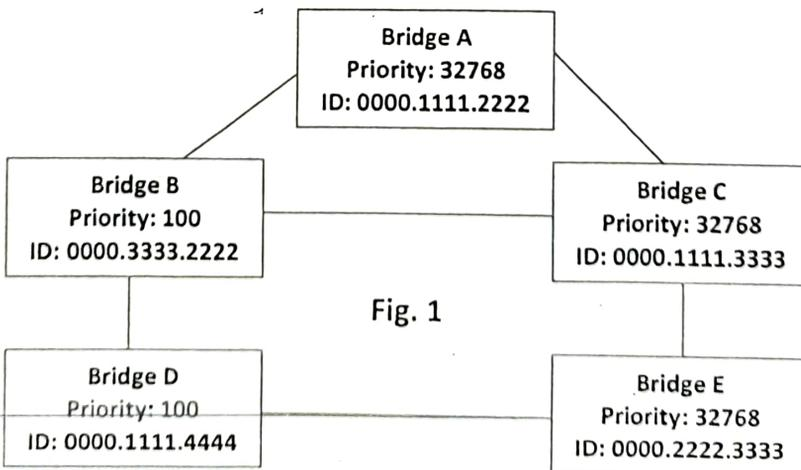 Bridge A
Priority: 32768
ID: 0000.1111.2222
Bridge B
Priority: 100
ID: 0000.3333.2222
Bridge C
Priority: 32768
ID: 0000.1111.3333
Fig. 1
Bridge D
Priority: 100
ID: 0000.1111.4444
Bridge E
Priority: 32768
ID: 0000.2222.3333